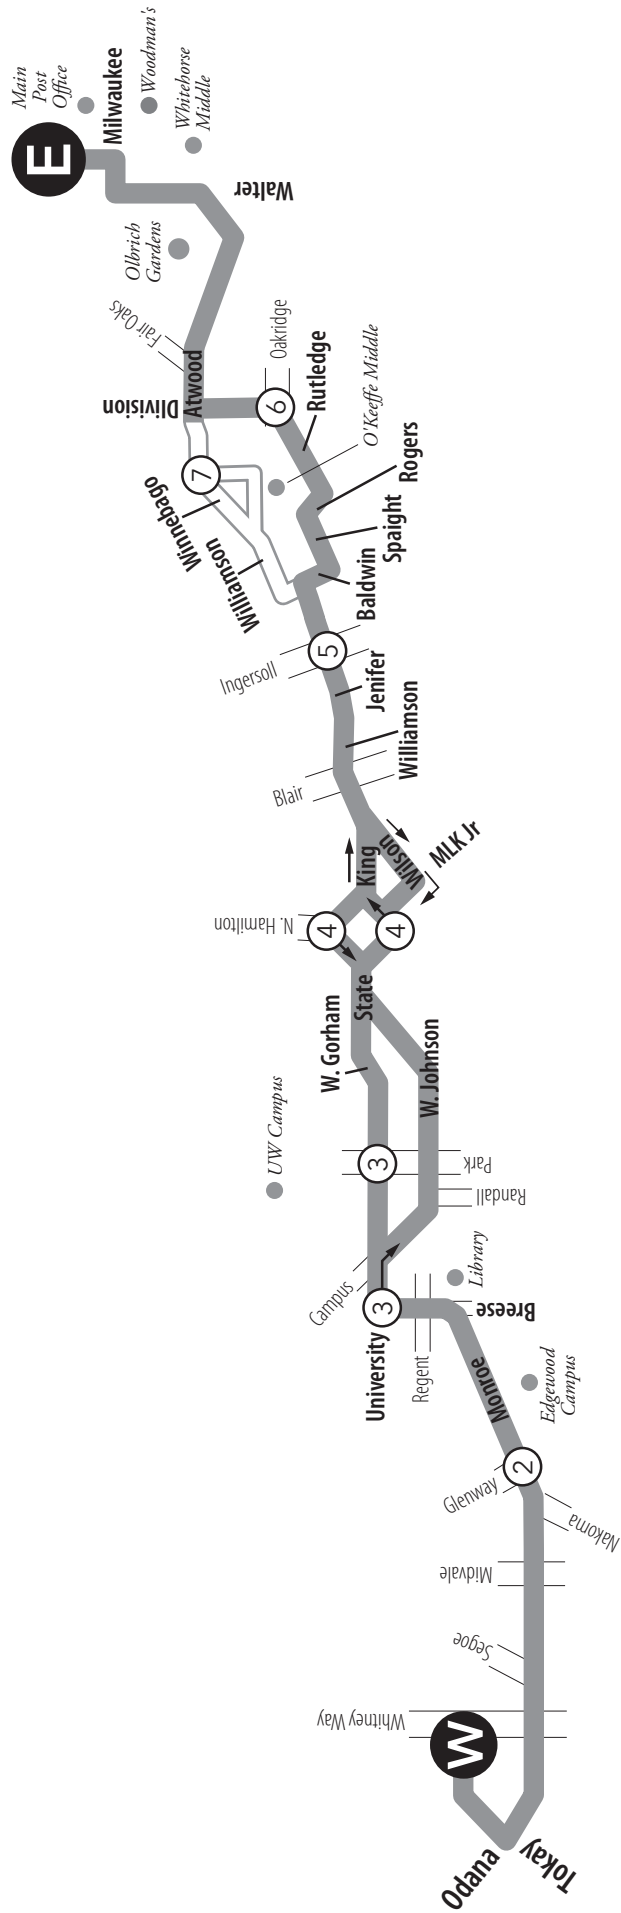 Main
Post
Office
E
Milwaukee
Woodman's
Whitehorse
Middle
Walter
Olbrich
Gardens
Fair Oaks
Atwood
Division
6
Oakridge
Rutledge
O'Keeffe Middle
7
Winnebago
Williamson
Rogers
Spaight
Baldwin
5
Ingersoll
Jenifer
Williamson
Blair
King
Wilson
MLK Jr
4
N. Hamilton
4
State
W. Gorham
W. Johnson
UW Campus
3
Park
Randall
Campus
3
University
Library
Breese
Regent
Monroe
Edgewood
Campus
2
Glenway
Nakoma
Midvale
Segoe
Whitney Way
W
Odana
Tokay